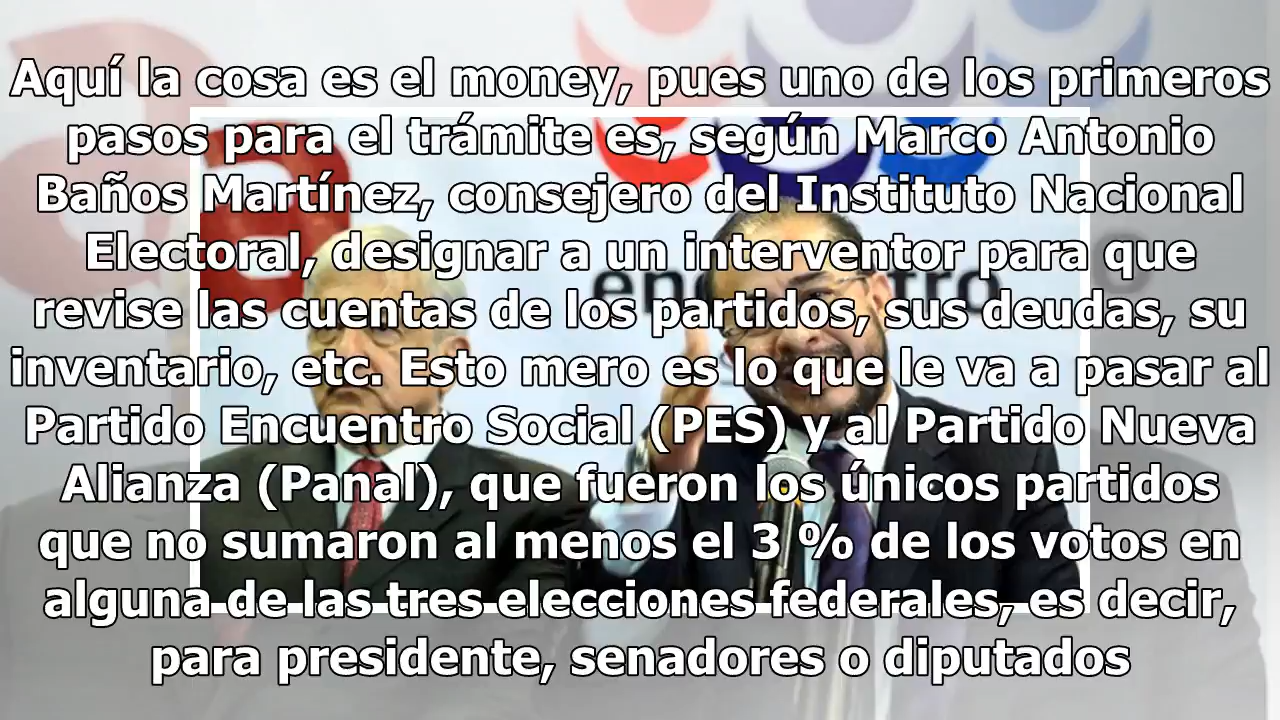 Aquí la cosa es el money, pues uno de los primeros
pasos para el trámite es, según Marco Antonio
Baños Martínez, consejero del Instituto Nacional
Electoral, designar a un interventor para que
revise las cuentas de los partidos, sus deudas, su
inventario, etc. Esto mero es lo que le va a pasar al
Partido Encuentro Social (PES) y al Partido Nueva
Alianza (Panal), que fueron los únicos partidos
que no sumaron al menos el 3 % de los votos en
alguna de las tres elecciones federales, es decir,
para presidente, senadores o diputados